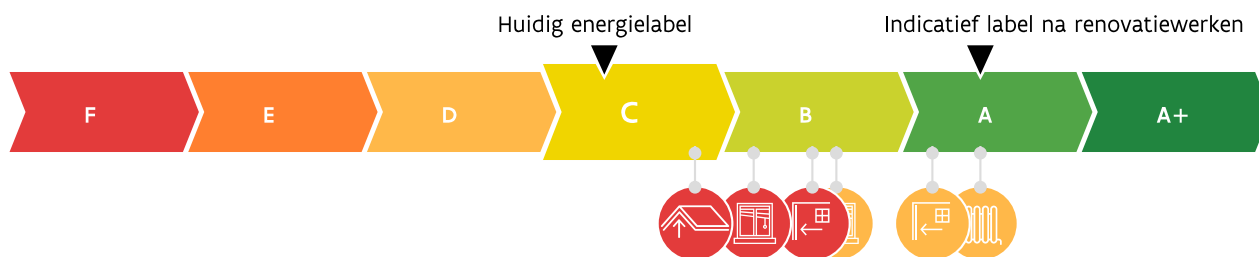 Huidig energielabel Indicatief label na renovatiewerken
F E D C B A A+